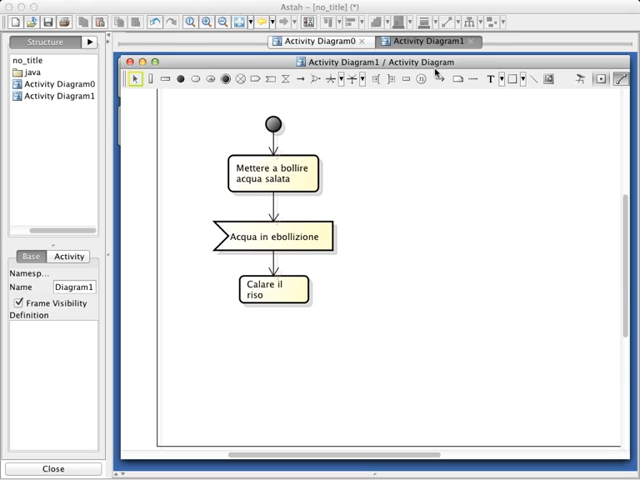 Astah - [no_title] (*)
Structure
no_title
java
Activity Diagram0
Activity Diagram1
Base
Activity
Namesp...
Name
Diagram1
Frame Visibility
Definition
Close
Activity Diagram0
Activity Diagram1
Activity Diagram1 / Activity Diagram
T
Mettere a bollire
acqua salata
Acqua in ebollizione
Calare il
riso